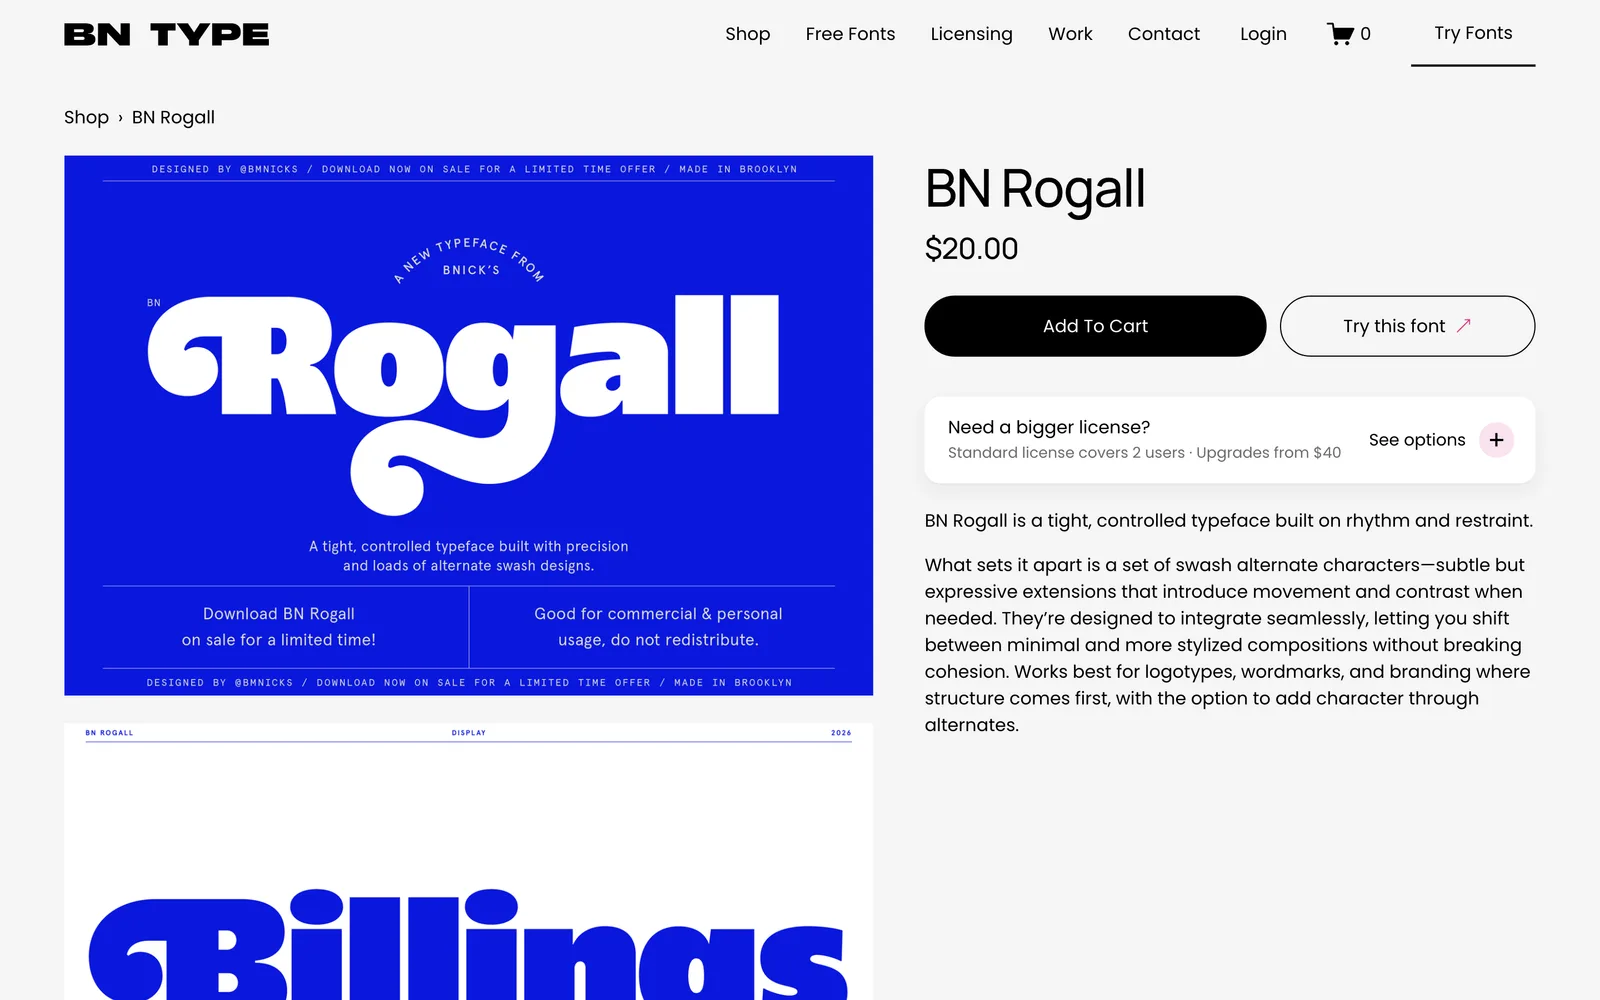 BN TYPE
Shop
Free Fonts
Licensing
Work
Contact
Login
0
Try Fonts
Shop › BN Rogall
DESIGNED BY @BMNICKS / DOWNLOAD NOW ON SALE FOR A LIMITED TIME OFFER / MADE IN BROOKLYN
A NEW TYPEFACE FROM
BNICK'S
BN
Rogall
A tight, controlled typeface built with precision
and loads of alternate swash designs.
Download BN Rogall
on sale for a limited time!
Good for commercial & personal
usage, do not redistribute.
DESIGNED BY @BMNICKS / DOWNLOAD NOW ON SALE FOR A LIMITED TIME OFFER / MADE IN BROOKLYN
BN ROGALL
DISPLAY
2026
Billings
BN Rogall
$20.00
Add To Cart
Try this font ↗
Need a bigger license?
Standard license covers 2 users · Upgrades from $40
See options +
BN Rogall is a tight, controlled typeface built on rhythm and restraint.
What sets it apart is a set of swash alternate characters—subtle but
expressive extensions that introduce movement and contrast when
needed. They’re designed to integrate seamlessly, letting you shift
between minimal and more stylized compositions without breaking
cohesion. Works best for logotypes, wordmarks, and branding where
structure comes first, with the option to add character through
alternates.